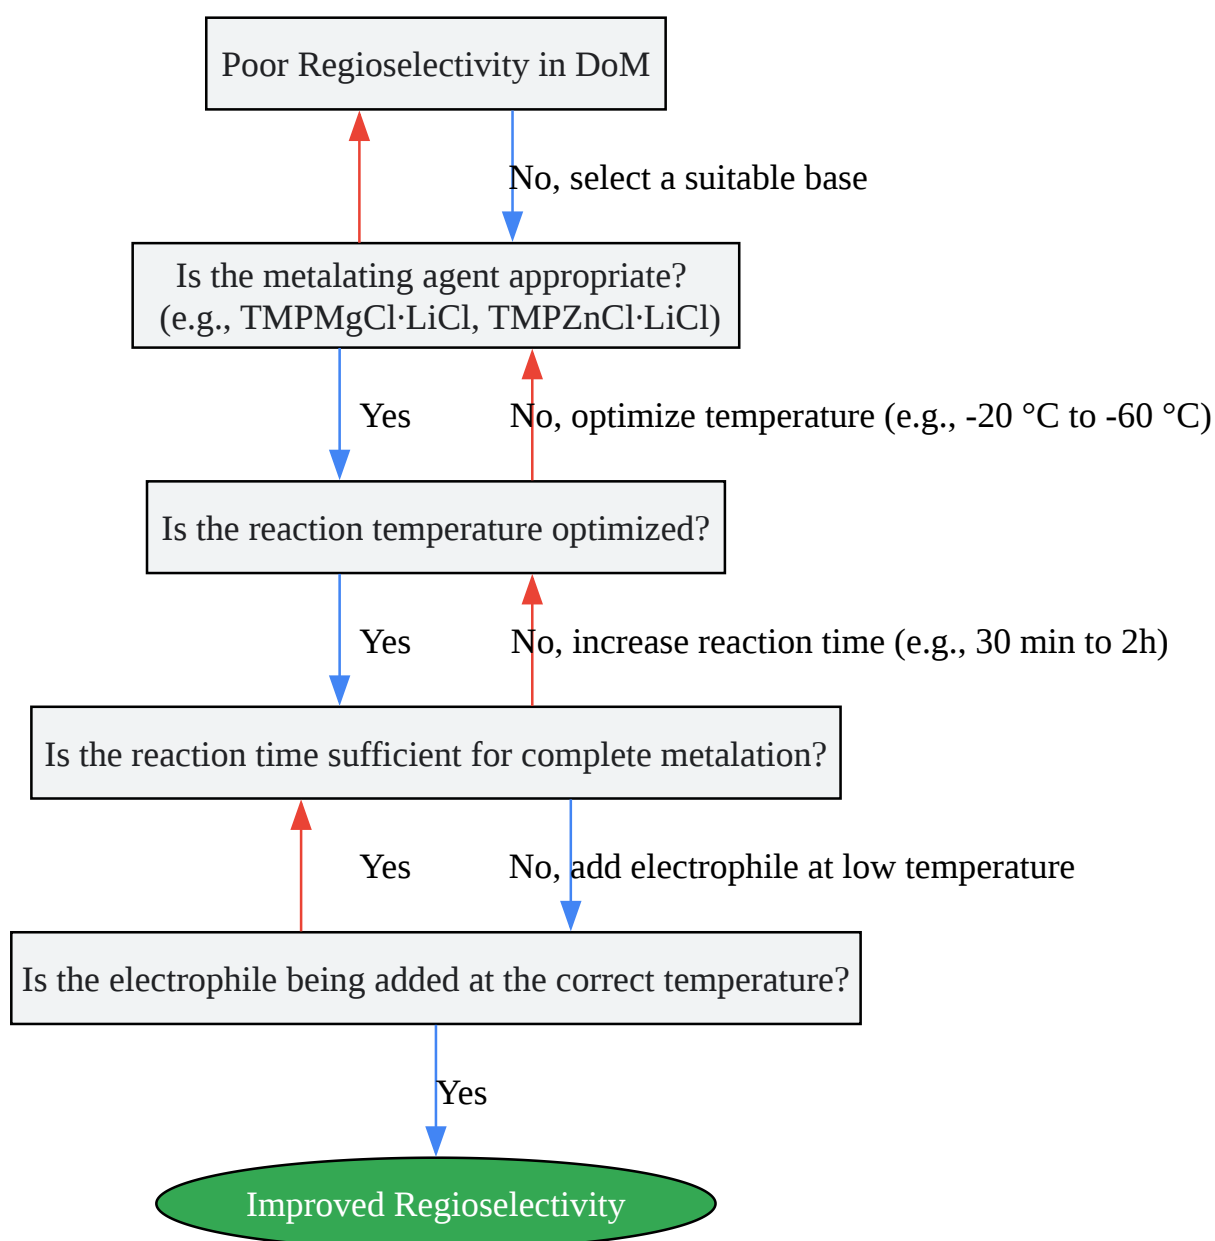 Poor Regioselectivity in DoM
No, select a suitable base
Is the metalating agent appropriate?
(e.g., TMPMgCl·LiCl, TMPZnCl·LiCl)
Yes
No, optimize temperature (e.g., -20 °C to -60 °C)
Is the reaction temperature optimized?
Yes
No, increase reaction time (e.g., 30 min to 2h)
Is the reaction time sufficient for complete metalation?
Yes
No, add electrophile at low temperature
Is the electrophile being added at the correct temperature?
Yes
Improved Regioselectivity